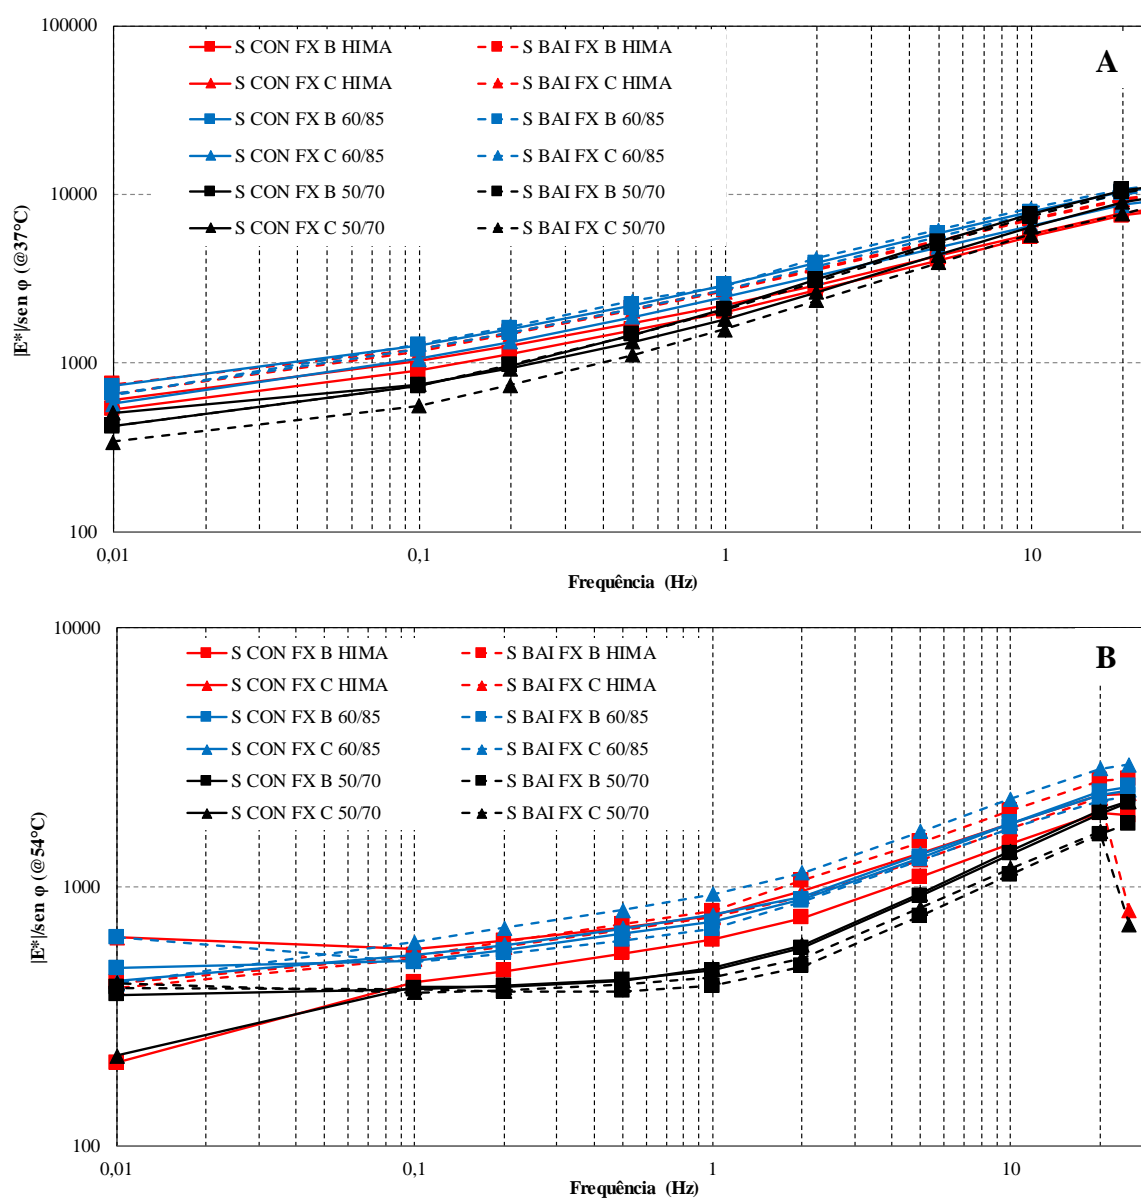 100000
10000
1000
100
|E*|/sen φ (@37°C)
S CON FX B HIMA
S CON FX C HIMA
S CON FX B 60/85
S CON FX C 60/85
S CON FX B 50/70
S CON FX C 50/70
S BAI FX B HIMA
S BAI FX C HIMA
S BAI FX B 60/85
S BAI FX C 60/85
S BAI FX B 50/70
S BAI FX C 50/70
A
0,01 0,1 1 10
Frequência (Hz)
10000
1000
100
|E*|/sen φ (@54°C)
S CON FX B HIMA
S CON FX C HIMA
S CON FX B 60/85
S CON FX C 60/85
S CON FX B 50/70
S CON FX C 50/70
S BAI FX B HIMA
S BAI FX C HIMA
S BAI FX B 60/85
S BAI FX C 60/85
S BAI FX B 50/70
S BAI FX C 50/70
B
0,01 0,1 1 10
Frequência (Hz)